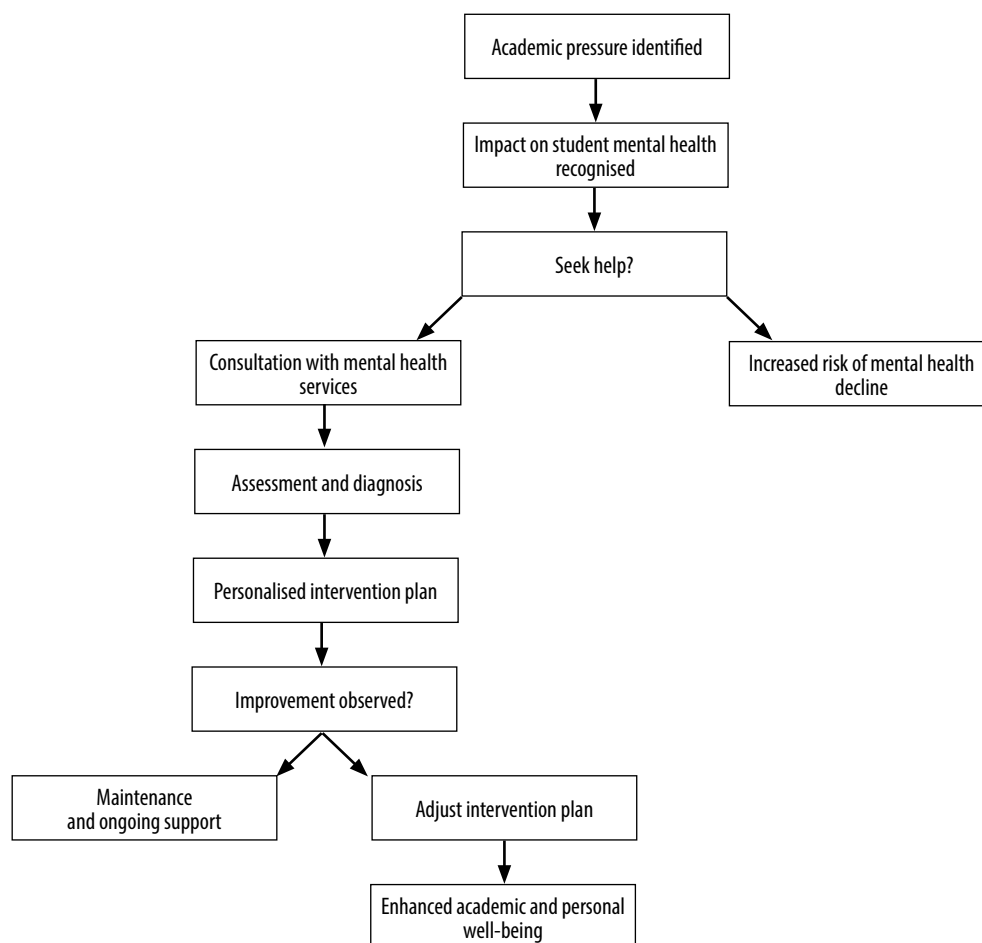 Academic pressure identified
Impact on student mental health
recognised
Seek help?
Consultation with mental health
services
Increased risk of mental health
decline
Assessment and diagnosis
Personalised intervention plan
Improvement observed?
Maintenance
and ongoing support
Adjust intervention plan
Enhanced academic and personal
well-being